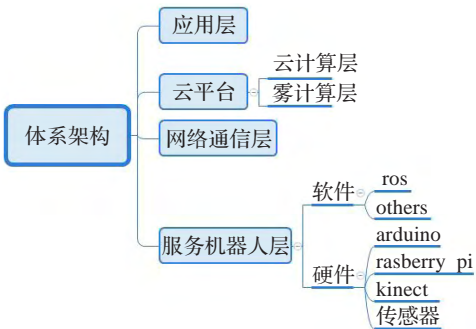 应用层
云计算层
云平台
雾计算层
体系架构
网络通信层
ros
软件
others
服务机器人层
arduino
rasberry pi
硬件
kinect
传感器